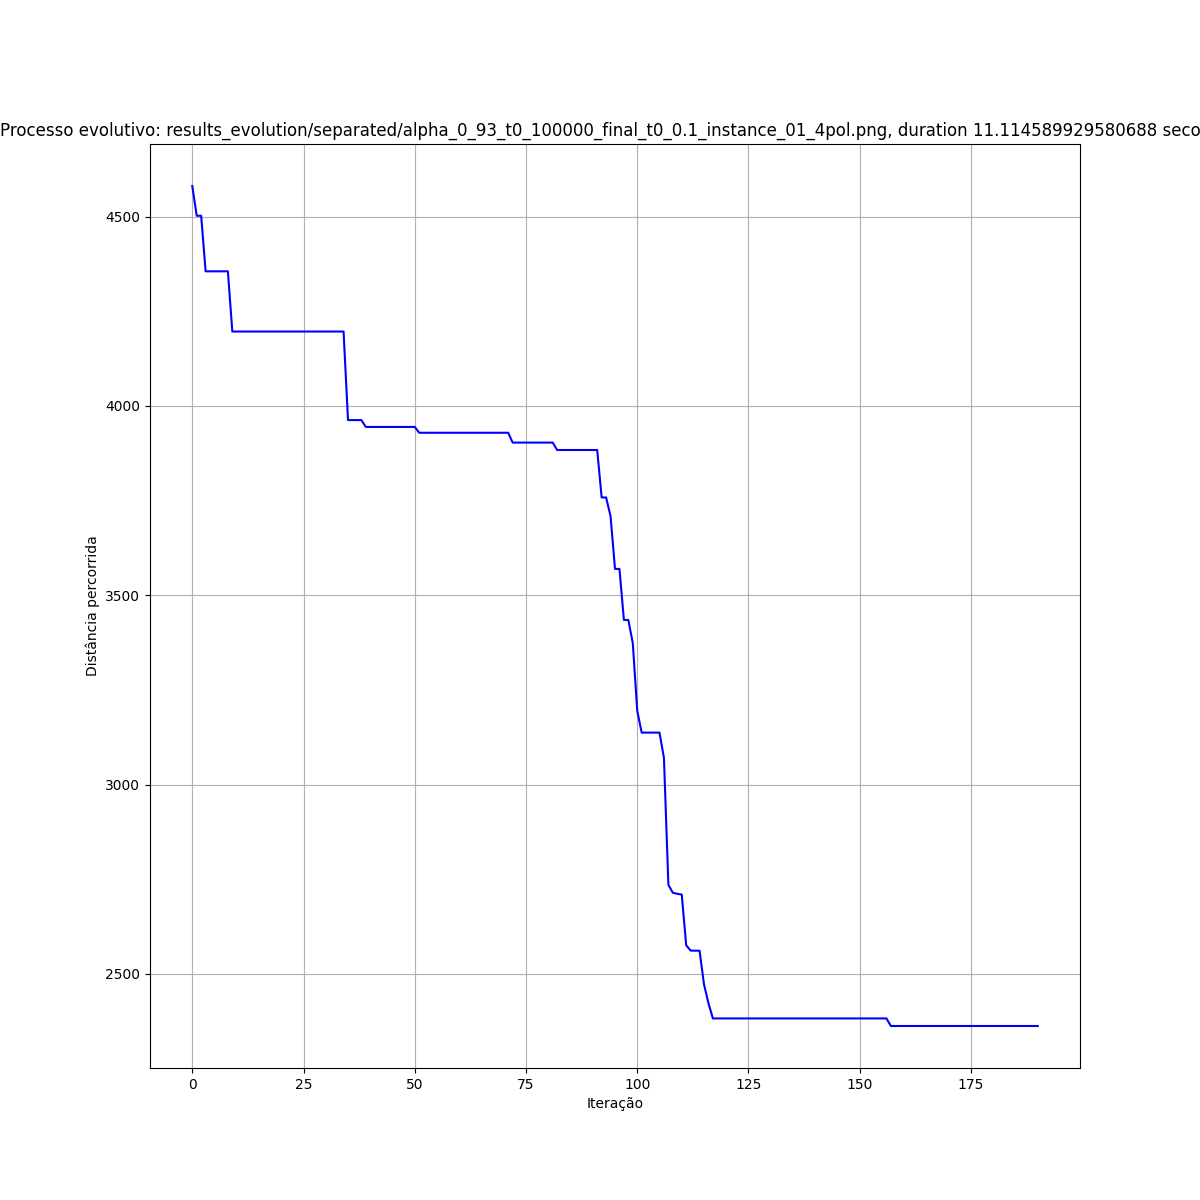 Processo evolutivo: results_evolution/separated/alpha_0_93_t0_100000_final_t0_0.1_instance_01_4pol.png, duration 11.114589929580688 seco
4500
4000
3500
3000
2500
Distância percorrida
0 25 50 75 100 125 150 175
Iteração